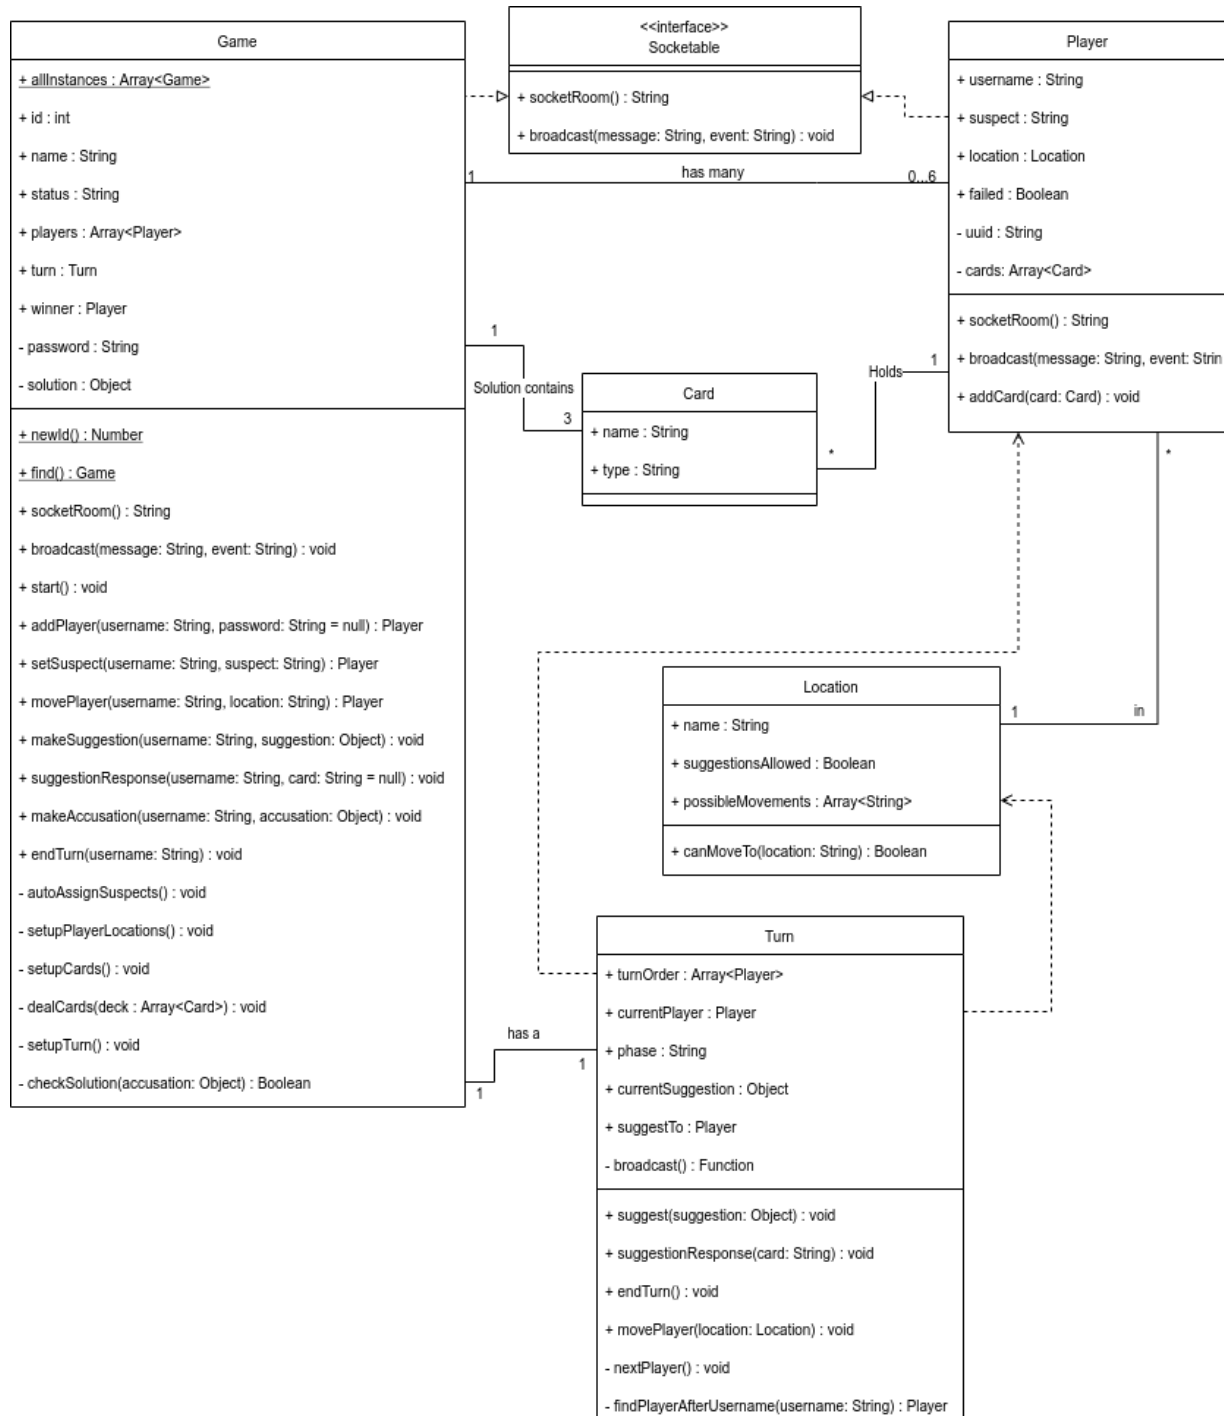 Game
+ allInstances : Array<Game>
+ id : int
+ name : String
+ status : String
+ players : Array<Player>
+ turn : Turn
+ winner : Player
- password : String
- solution : Object
+ newId() : Number
+ find() : Game
+ socketRoom() : String
+ broadcast(message: String, event: String) : void
+ start() : void
+ addPlayer(username: String, password: String = null) : Player
+ setSuspect(username: String, suspect: String) : Player
+ movePlayer(username: String, location: String) : Player
+ makeSuggestion(username: String, suggestion: Object) : void
+ suggestionResponse(username: String, card: String = null) : void
+ makeAccusation(username: String, accusation: Object) : void
+ endTurn(username: String) : void
- autoAssignSuspects() : void
- setupPlayerLocations() : void
- setupCards() : void
- dealCards(deck : Array<Card>) : void
- setupTurn() : void
- checkSolution(accusation: Object) : Boolean
<<interface>>
Socketable
+ socketRoom() : String
+ broadcast(message: String, event: String) : void
1
has many
0...6
Player
+ username : String
+ suspect : String
+ location : Location
+ failed : Boolean
- uuid : String
- cards: Array<Card>
+ socketRoom() : String
+ broadcast(message: String, event: Strin
+ addCard(card: Card) : void
1
Solution contains
3
Card
+ name : String
+ type : String
1
Holds
*
*
in
1
Location
+ name : String
+ suggestionsAllowed : Boolean
+ possibleMovements : Array<String>
+ canMoveTo(location: String) : Boolean
has a
1
1
Turn
+ turnOrder : Array<Player>
+ currentPlayer : Player
+ phase : String
+ currentSuggestion : Object
+ suggestTo : Player
- broadcast() : Function
+ suggest(suggestion: Object) : void
+ suggestionResponse(card: String) : void
+ endTurn() : void
+ movePlayer(location: Location) : void
- nextPlayer() : void
- findPlayerAfterUsername(username: String) : Player